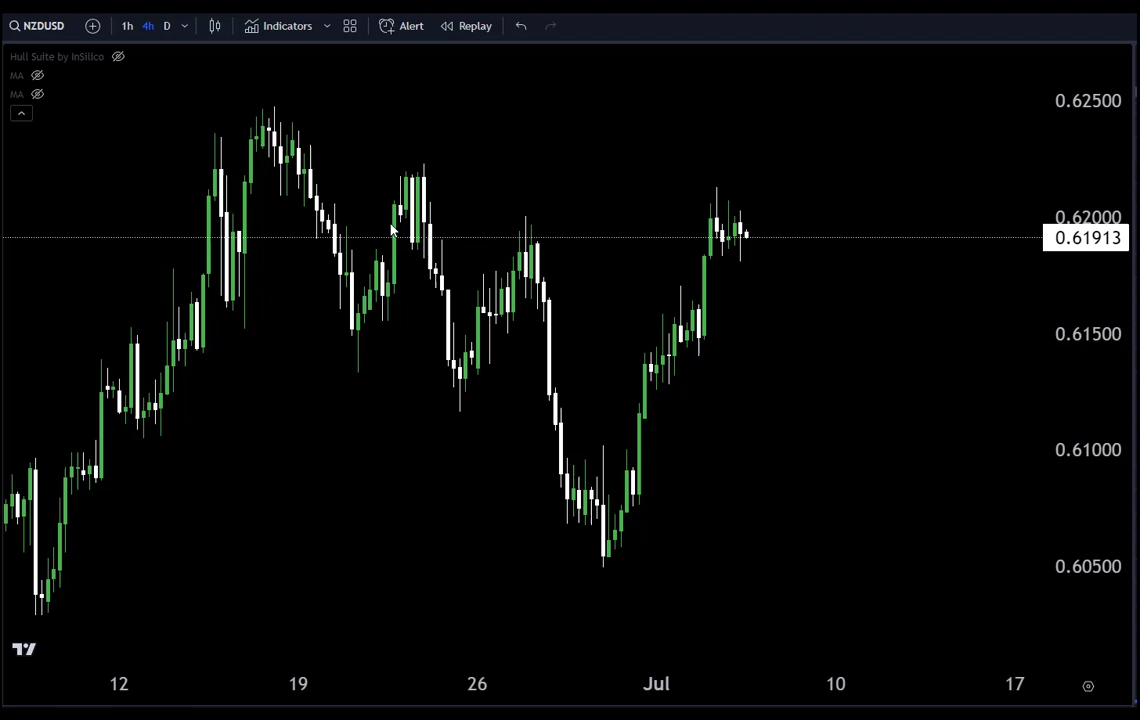 NZDUSD 1h 4h D Indicators Alert Replay
Hull Suite by InSilico
MA
MA
0.62500
0.62000
0.61913
0.61500
0.61000
0.60500
12 19 26 Jul 10 17